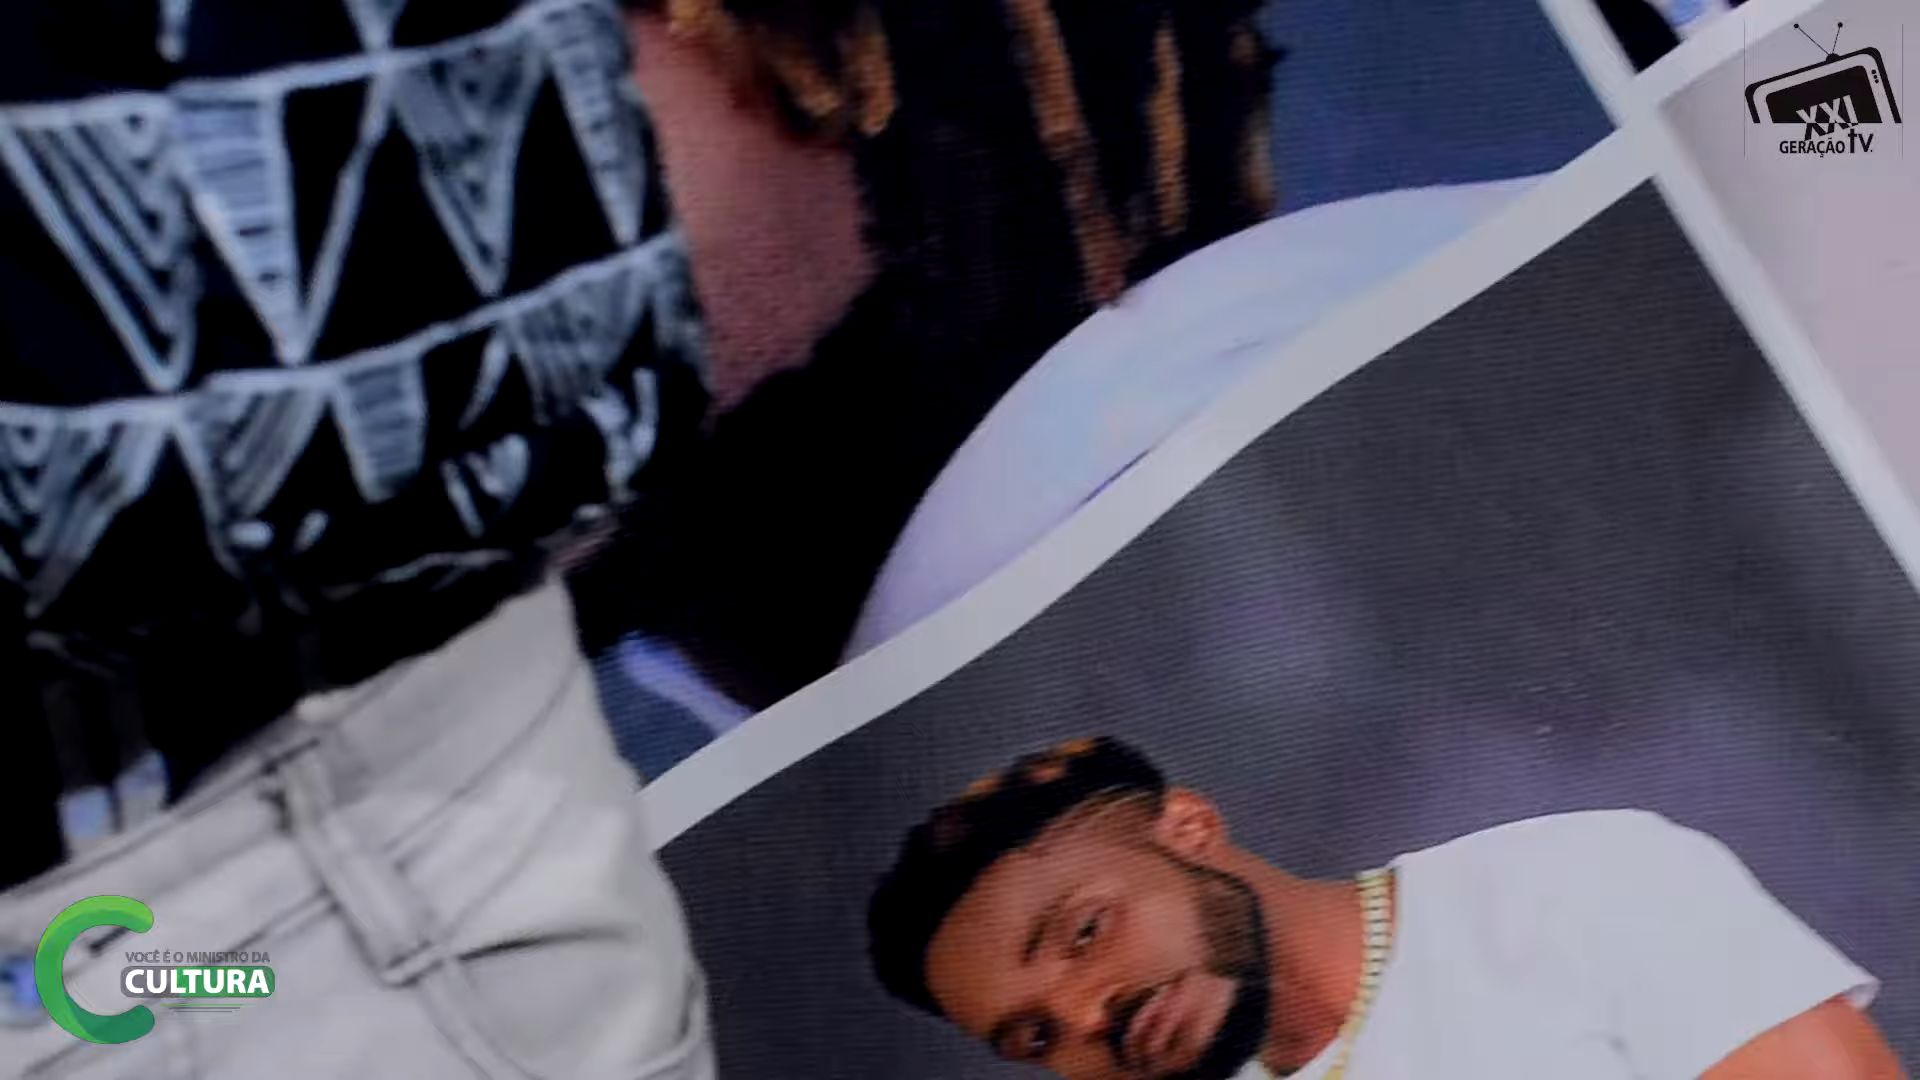 XXI
GERAÇÃO TV
VOCÊ É O MINISTRO DA
CULTURA